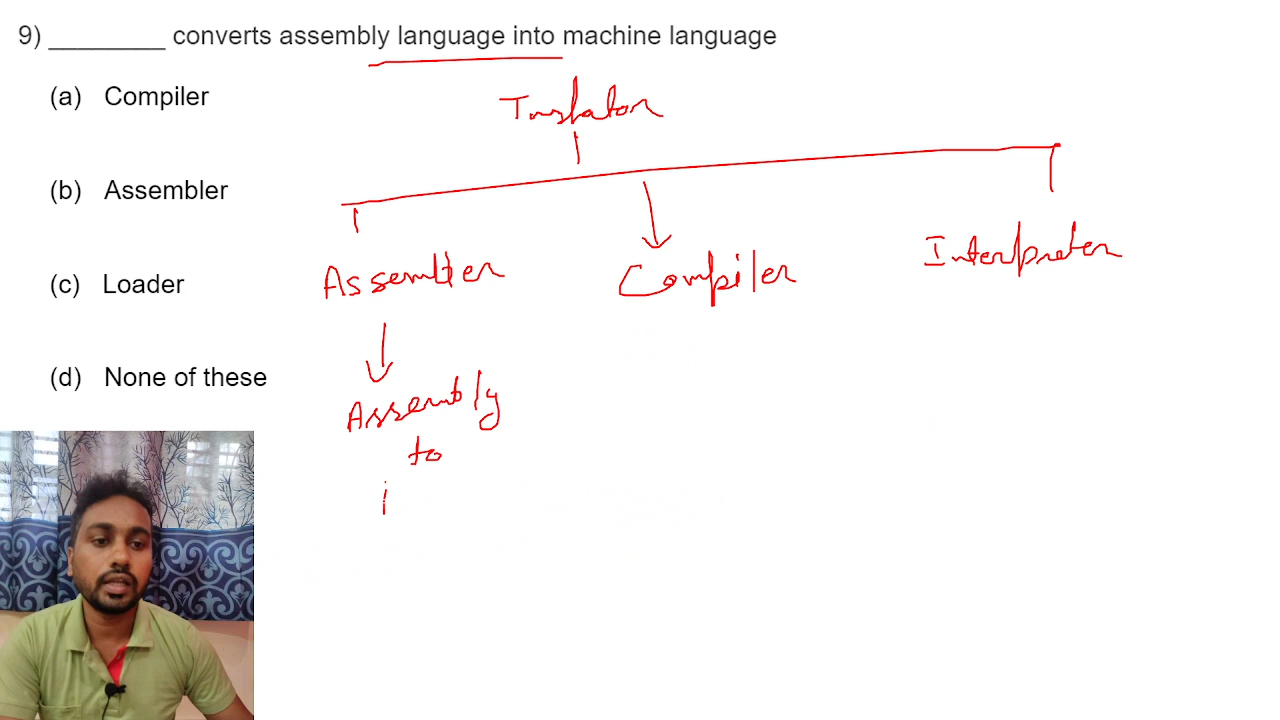 9) ________ converts assembly language into machine language
(a) Compiler
(b) Assembler
(c) Loader
(d) None of these
Translator
Assembler
Compiler
Interpreter
Assembly
to